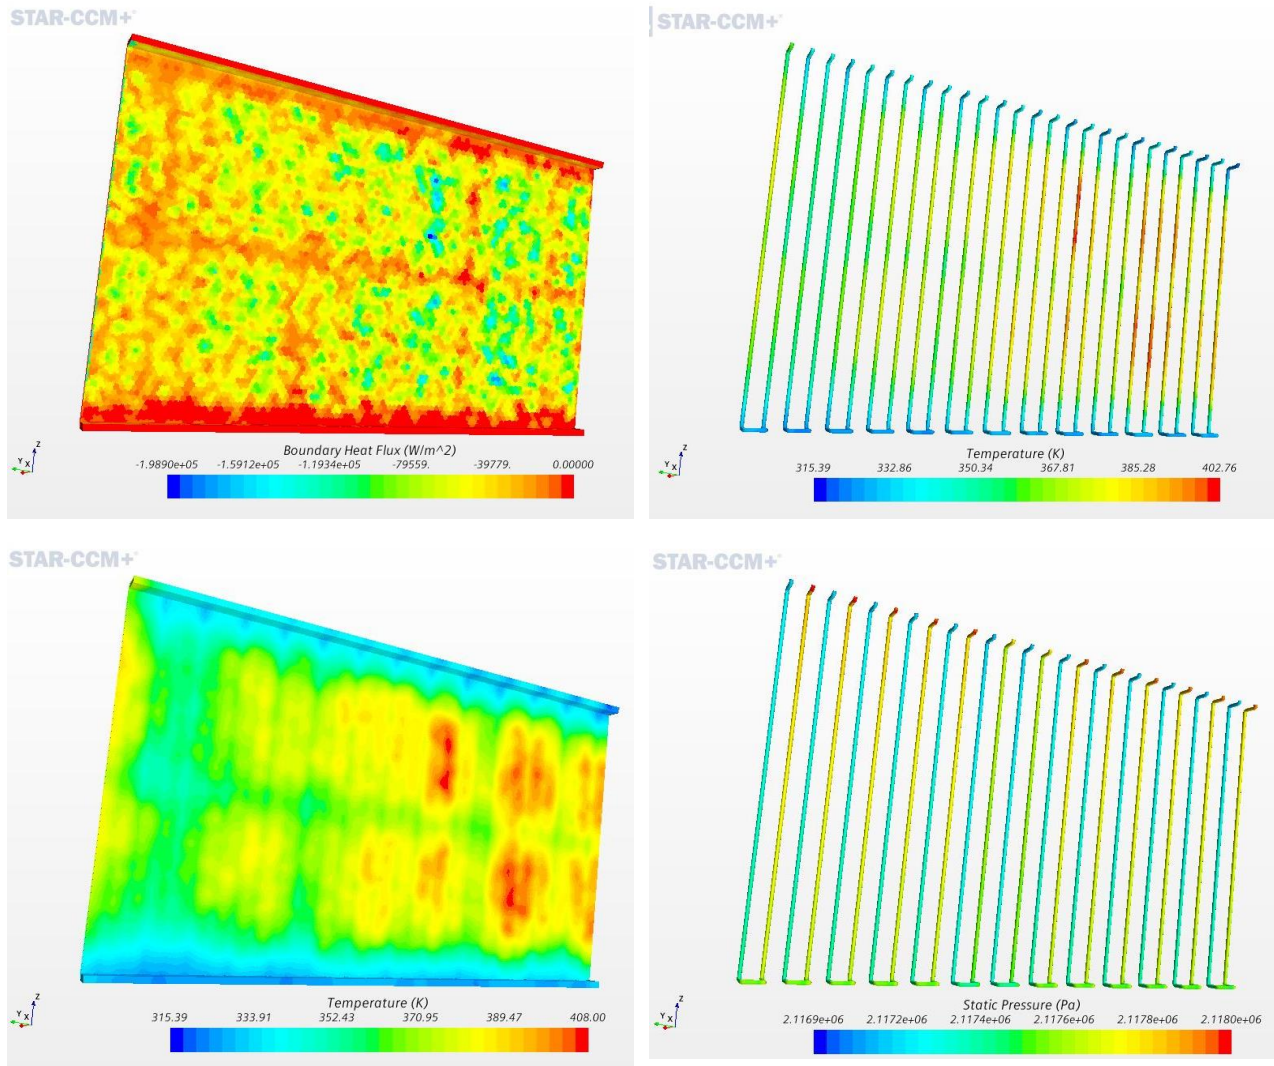 STAR-CCM+
Z
Y X
Boundary Heat Flux (W/m^2)
-1.9890e+05 -1.5912e+05 -1.1934e+05 -79559. -39779. 0.00000
STAR-CCM+
Z
Y X
Temperature (K)
315.39 332.86 350.34 367.81 385.28 402.76
STAR-CCM+
Z
Y X
Temperature (K)
315.39 333.91 352.43 370.95 389.47 408.00
STAR-CCM+
Z
Y X
Static Pressure (Pa)
2.1169e+06 2.1172e+06 2.1174e+06 2.1176e+06 2.1178e+06 2.1180e+06